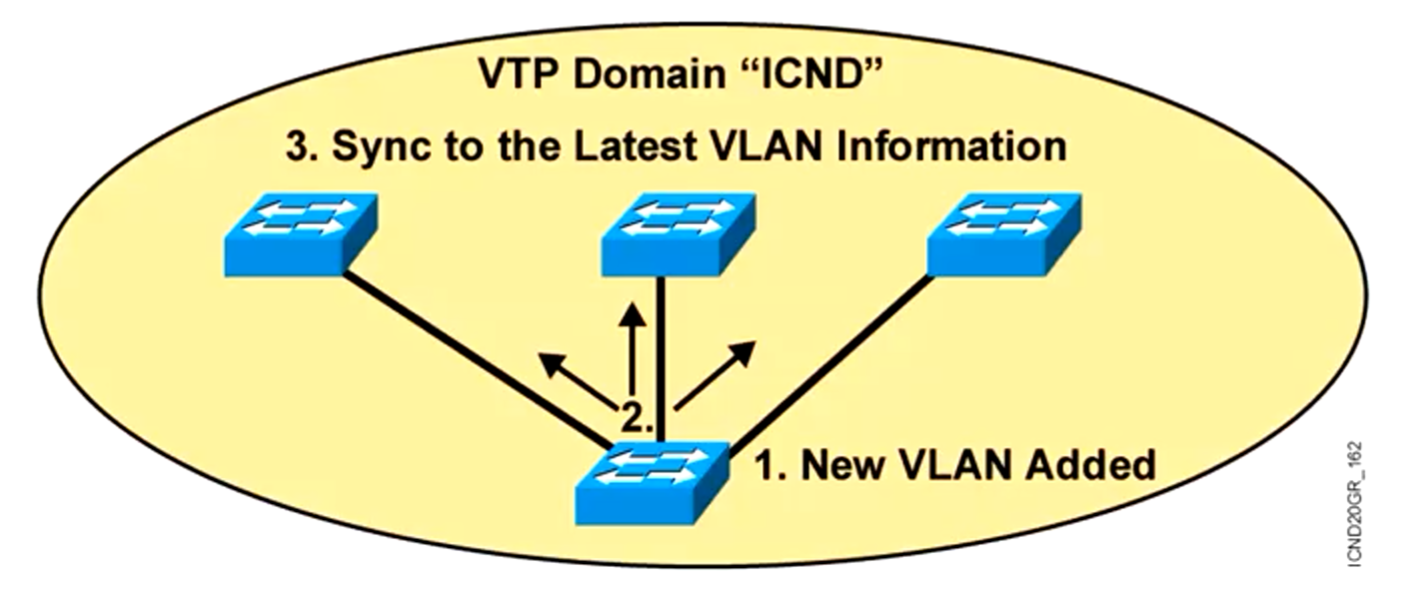 VTP Domain “ICND”
3. Sync to the Latest VLAN Information
2.
1. New VLAN Added
ICND20GR_162